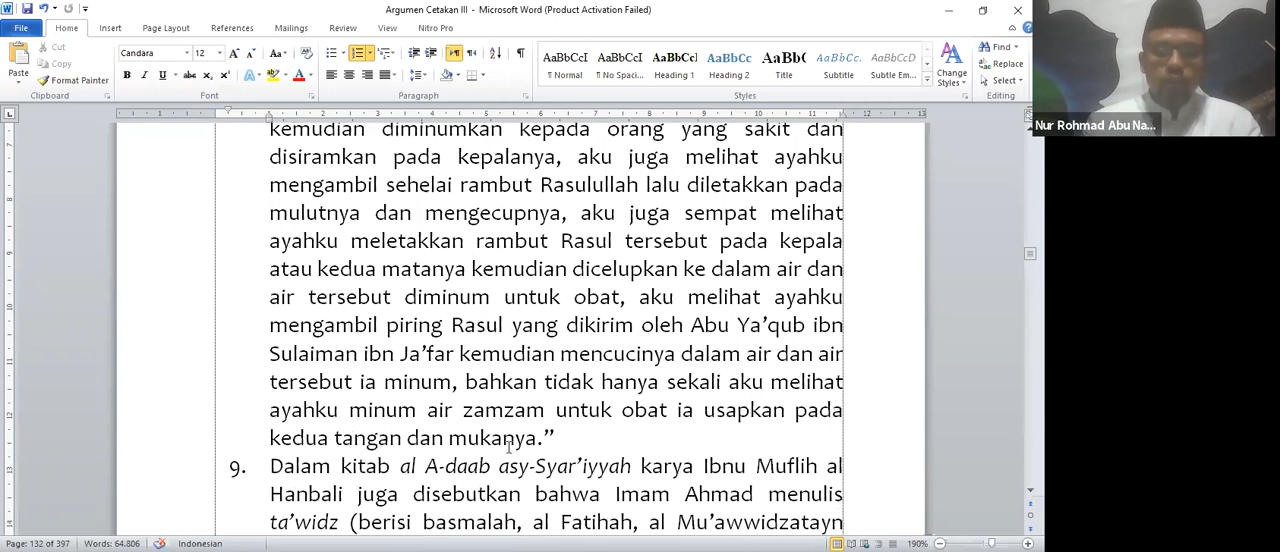 Argumen Cetakan III - Microsoft Word (Product Activation Failed)
File Home Insert Page Layout References Mailings Review View Nitro Pro
Cut
Copy
Format Painter
Paste
Clipboard
Candara 12
Font
Paragraph
AaBbCcI AaBbCcI AaBbCcI AaBbCc AaBb( AaBbCc. AaBbCcD
¶ Normal ¶ No Spaci... Heading 1 Heading 2 Title Subtitle Subtle Em...
Styles
Change
Styles
Find
Replace
Select
Editing
Nur Rohmad Abu Na...
kemudian diminumkan kepada orang yang sakit dan
disiramkan pada kepalanya, aku juga melihat ayahku
mengambil sehelai rambut Rasulullah lalu diletakkan pada
mulutnya dan mengecupnya, aku juga sempat melihat
ayahku meletakkan rambut Rasul tersebut pada kepala
atau kedua matanya kemudian dicelupkan ke dalam air dan
air tersebut diminum untuk obat, aku melihat ayahku
mengambil piring Rasul yang dikirim oleh Abu Ya’qub ibn
Sulaiman ibn Ja’far kemudian mencucinya dalam air dan air
tersebut ia minum, bahkan tidak hanya sekali aku melihat
ayahku minum air zamzam untuk obat ia usapkan pada
kedua tangan dan mukanya.”
9. Dalam kitab al A-daab asy-Syar’iyyah karya Ibnu Muflih al
Hanbali juga disebutkan bahwa Imam Ahmad menulis
ta’widz (berisi basmalah, al Fatihah, al Mu’awwidzatayn
Page: 132 of 397 Words: 64.806 Indonesian 190%